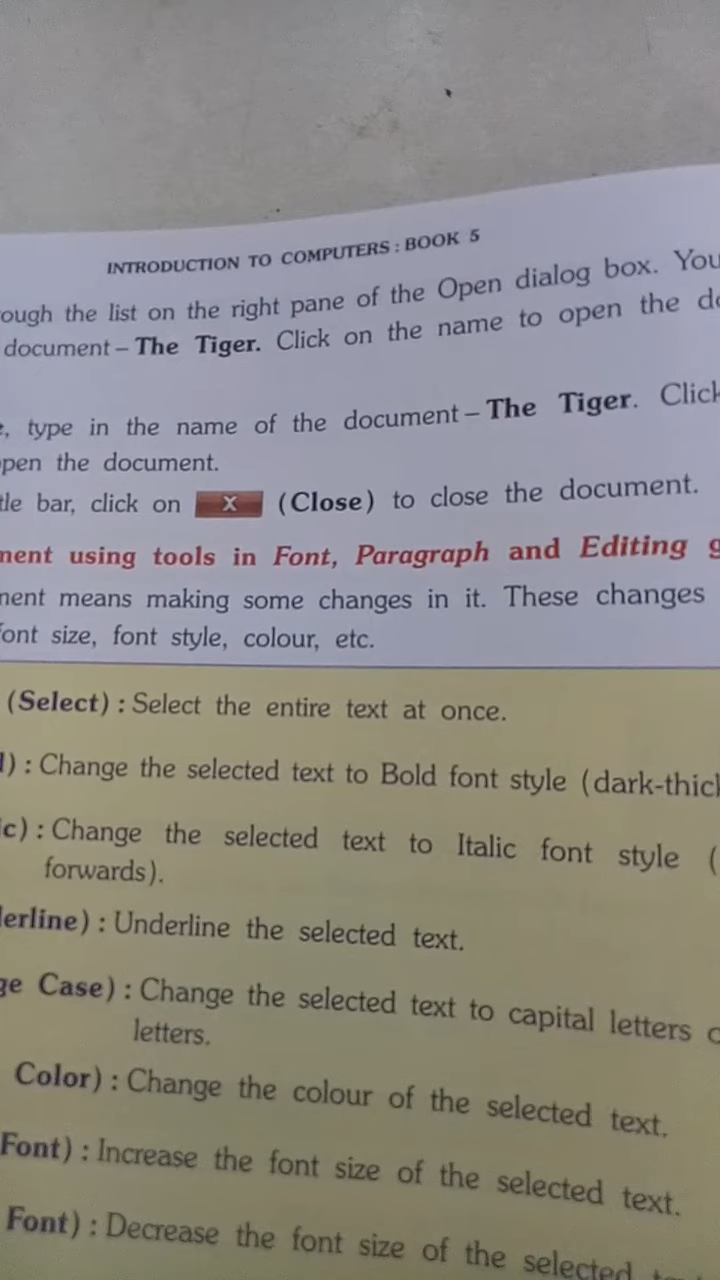 INTRODUCTION TO COMPUTERS : BOOK 5
ough the list on the right pane of the Open dialog box. You
document – The Tiger. Click on the name to open the
, type in the name of the document – The Tiger. Click
pen the document.
tle bar, click on X (Close) to close the document.
ment using tools in Font, Paragraph and Editing g
ment means making some changes in it. These changes
font size, font style, colour, etc.
(Select) : Select the entire text at once.
) : Change the selected text to Bold font style (dark-thick
ic) : Change the selected text to Italic font style (
forwards).
erline) : Underline the selected text.
ge Case) : Change the selected text to capital letters
letters.
Color) : Change the colour of the selected text.
Font) : Increase the font size of the selected text.
Font) : Decrease the font size of the selected